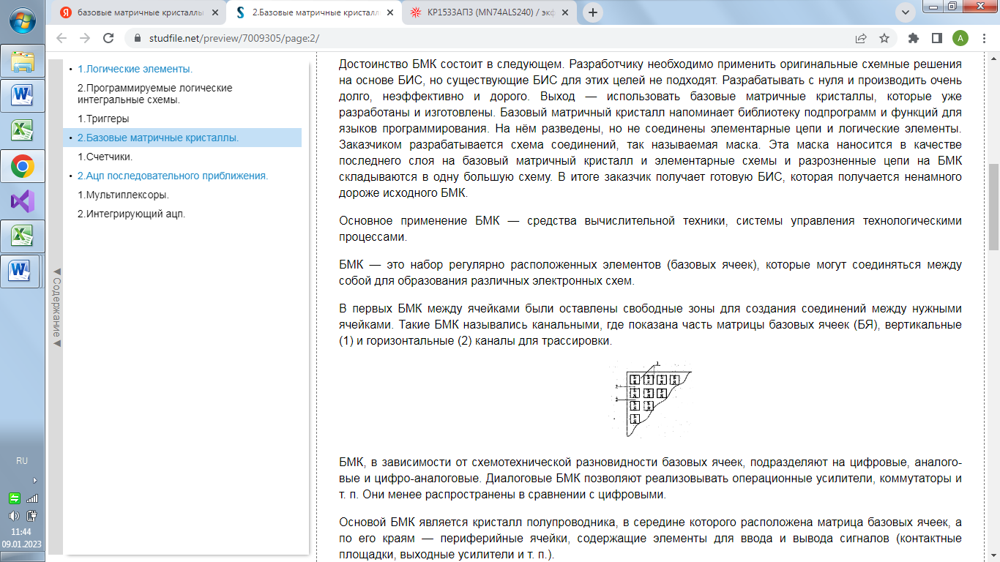 базовые матричные кристаллы
2.Базовые матричные кристалл
КР1533АП3 (MN74ALS240) / экф
studfile.net/preview/7009305/page:2/
A
1.Логические элементы.
2.Программируемые логические
интегральные схемы.
1.Триггеры
2.Базовые матричные кристаллы.
1.Счетчики.
2.Ацп последовательного приближения.
1.Мультиплексоры.
2.Интегрирующий ацп.
Содержание
Достоинство БМК состоит в следующем. Разработчику необходимо применить оригинальные схемные решения
на основе БИС, но существующие БИС для этих целей не подходят. Разрабатывать с нуля и производить очень
долго, неэффективно и дорого. Выход — использовать базовые матричные кристаллы, которые уже
разработаны и изготовлены. Базовый матричный кристалл напоминает библиотеку подпрограмм и функций для
языков программирования. На нём разведены, но не соединены элементарные цепи и логические элементы.
Заказчиком разрабатывается схема соединений, так называемая маска. Эта маска наносится в качестве
последнего слоя на базовый матричный кристалл и элементарные схемы и разрозненные цепи на БМК
складываются в одну большую схему. В итоге заказчик получает готовую БИС, которая получается ненамного
дороже исходного БМК.
Основное применение БМК — средства вычислительной техники, системы управления технологическими
процессами.
БМК — это набор регулярно расположенных элементов (базовых ячеек), которые могут соединяться между
собой для образования различных электронных схем.
В первых БМК между ячейками были оставлены свободные зоны для создания соединений между нужными
ячейками. Такие БМК назывались канальными, где показана часть матрицы базовых ячеек (БЯ), вертикальные
(1) и горизонтальные (2) каналы для трассировки.
БМК, в зависимости от схемотехнической разновидности базовых ячеек, подразделяют на цифровые, аналого-
вые и цифро-аналоговые. Диалоговые БМК позволяют реализовывать операционные усилители, коммутаторы и
т. п. Они менее распространены в сравнении с цифровыми.
Основой БМК является кристалл полупроводника, в середине которого расположена матрица базовых ячеек, а
по его краям — периферийные ячейки, содержащие элементы для ввода и вывода сигналов (контактные
площадки, выходные усилители и т. п.).
RU
11:44
09.01.2023